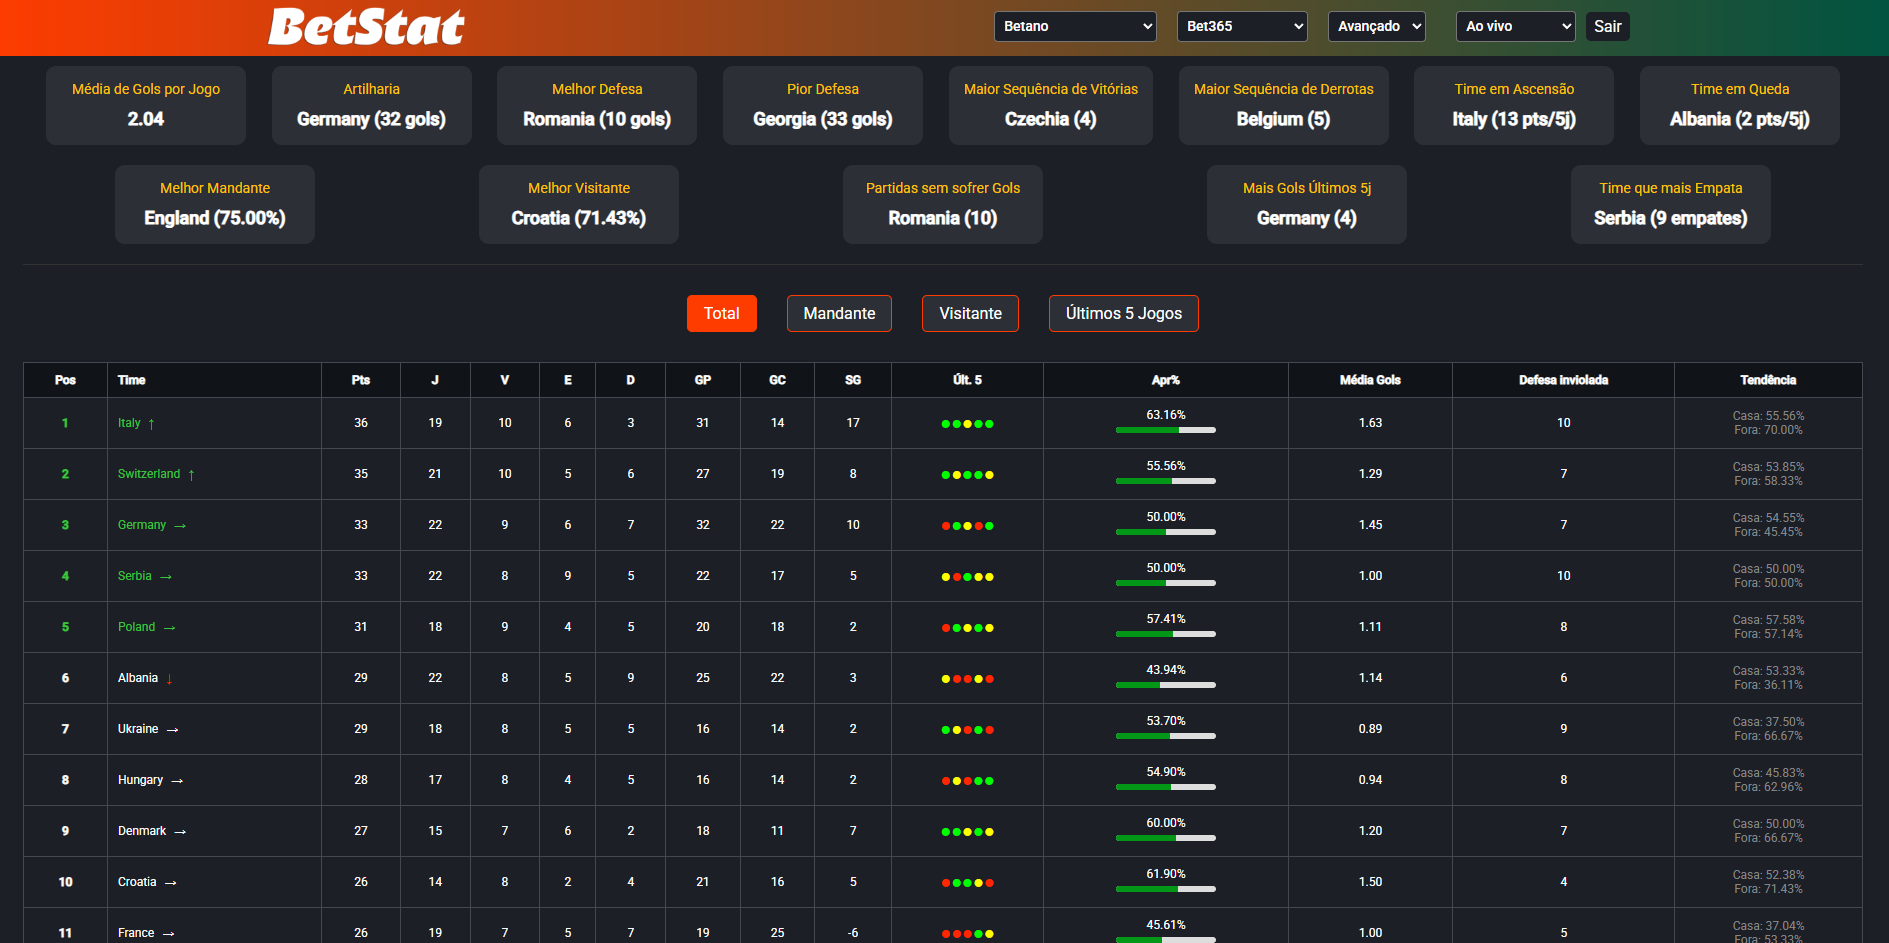 BetStat Betano Bet365 Avançado Ao vivo Sair
Média de Gols por Jogo Artilharia Melhor Defesa Pior Defesa Maior Sequência de Vitórias Maior Sequência de Derrotas Time em Ascensão Time em Queda
2.04 Germany (32 gols) Romania (10 gols) Georgia (33 gols) Czechia (4) Belgium (5) Italy (13 pts/5j) Albania (2 pts/5j)
Melhor Mandante Melhor Visitante Partidas sem sofrer Gols Mais Gols Últimos 5j Time que mais Empata
England (75.00%) Croatia (71.43%) Romania (10) Germany (4) Serbia (9 empates)
Total Mandante Visitante Últimos 5 Jogos
Pos Time Pts J V E D GP GC SG Últ. 5 Apr% Média Gols Defesa Inviolada Tendência
1 Italy ↑ 36 19 10 6 3 31 14 17 63.16% 1.63 10 Casa: 55.56%
Fora: 70.00%
2 Switzerland ↑ 35 21 10 5 6 27 19 8 55.56% 1.29 7 Casa: 53.85%
Fora: 58.33%
3 Germany → 33 22 9 6 7 32 22 10 50.00% 1.45 7 Casa: 54.55%
Fora: 45.45%
4 Serbia → 33 22 8 9 5 22 17 5 50.00% 1.00 10 Casa: 50.00%
Fora: 50.00%
5 Poland → 31 18 9 4 5 20 18 2 57.41% 1.11 8 Casa: 57.58%
Fora: 57.14%
6 Albania ↓ 29 22 8 5 9 25 22 3 43.94% 1.14 6 Casa: 53.33%
Fora: 36.11%
7 Ukraine → 29 18 8 5 5 16 14 2 53.70% 0.89 9 Casa: 37.50%
Fora: 66.67%
8 Hungary → 28 17 8 4 5 16 14 2 54.90% 0.94 8 Casa: 45.83%
Fora: 62.96%
9 Denmark → 27 15 7 6 2 18 11 7 60.00% 1.20 7 Casa: 50.00%
Fora: 66.67%
10 Croatia → 26 14 8 2 4 21 16 5 61.90% 1.50 4 Casa: 52.38%
Fora: 71.43%
11 France → 26 19 7 5 7 19 25 -6 45.61% 1.00 5 Casa: 37.04%
Fora: 53.33%